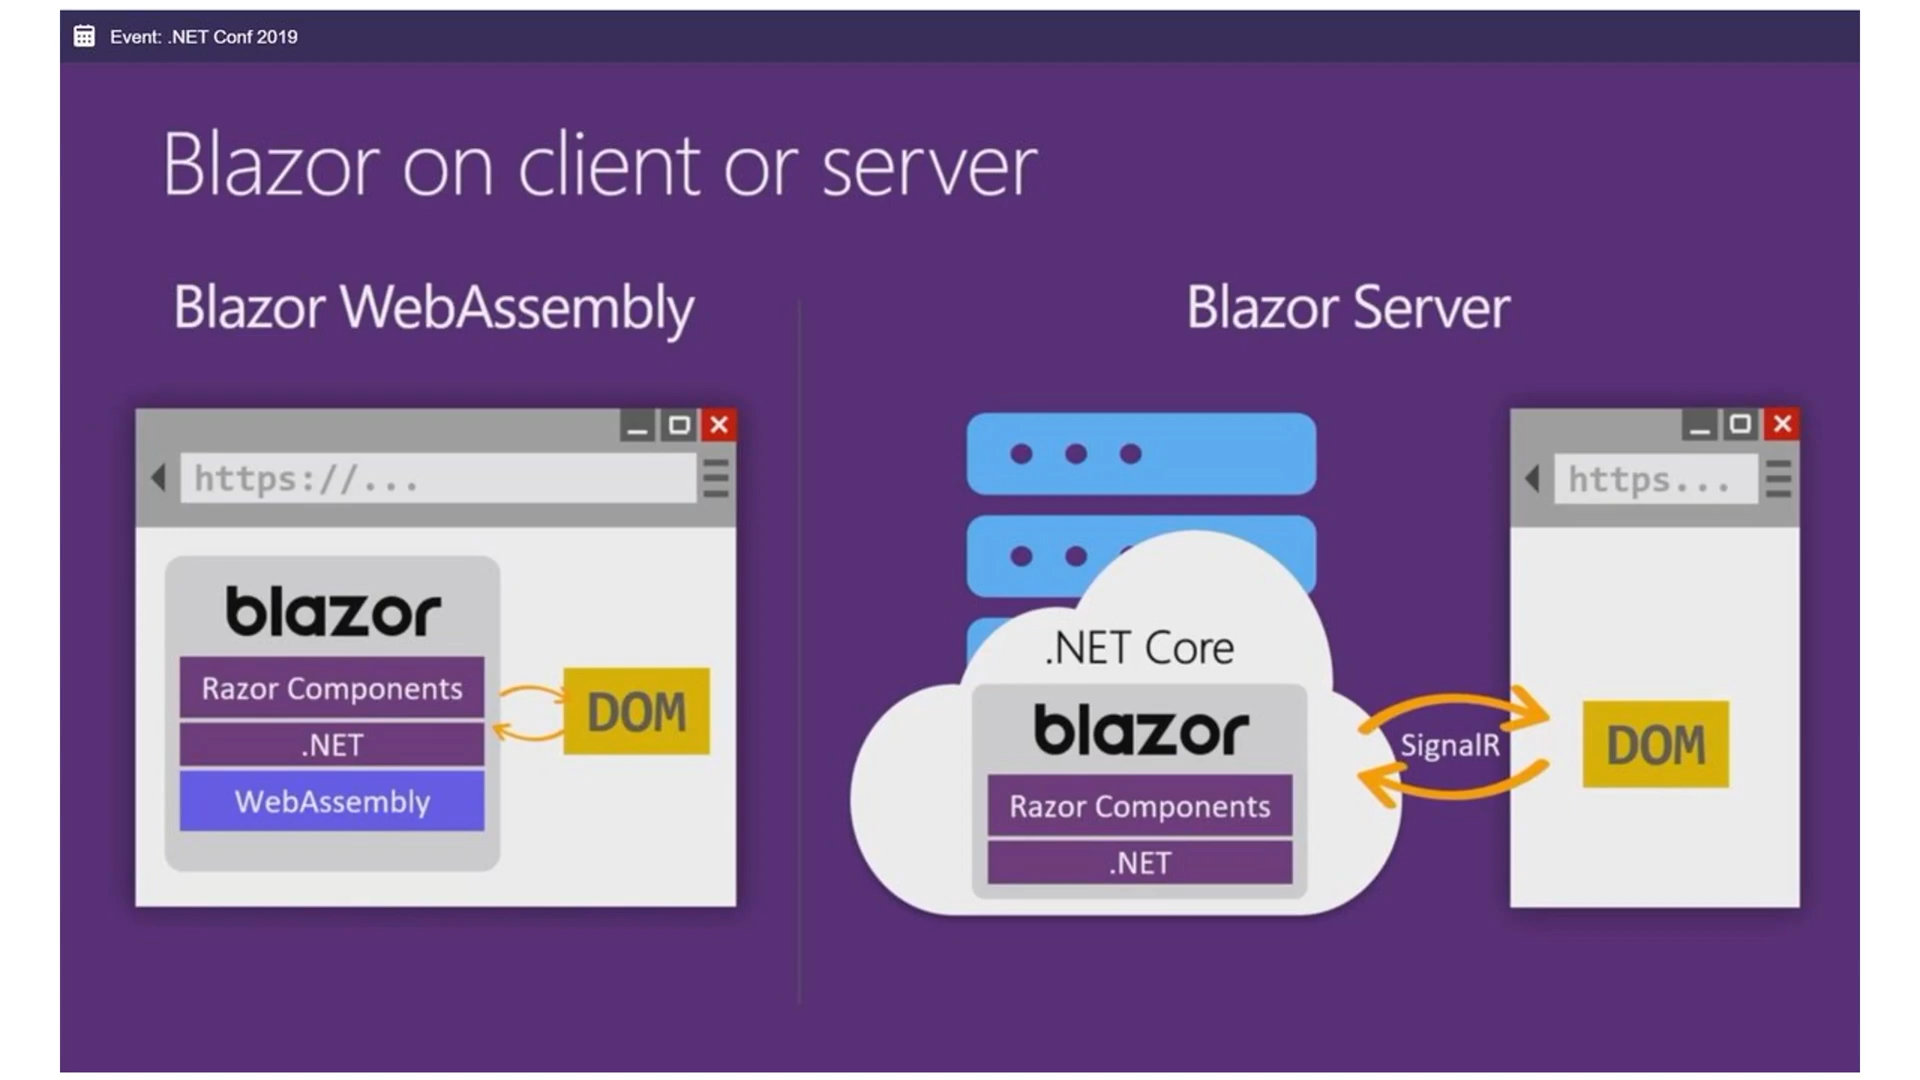 Event: .NET Conf 2019
Blazor on client or server
Blazor WebAssembly
https://...
blazor
Razor Components
.NET
WebAssembly
DOM
Blazor Server
.NET Core
blazor
Razor Components
.NET
SignalR
https...
DOM